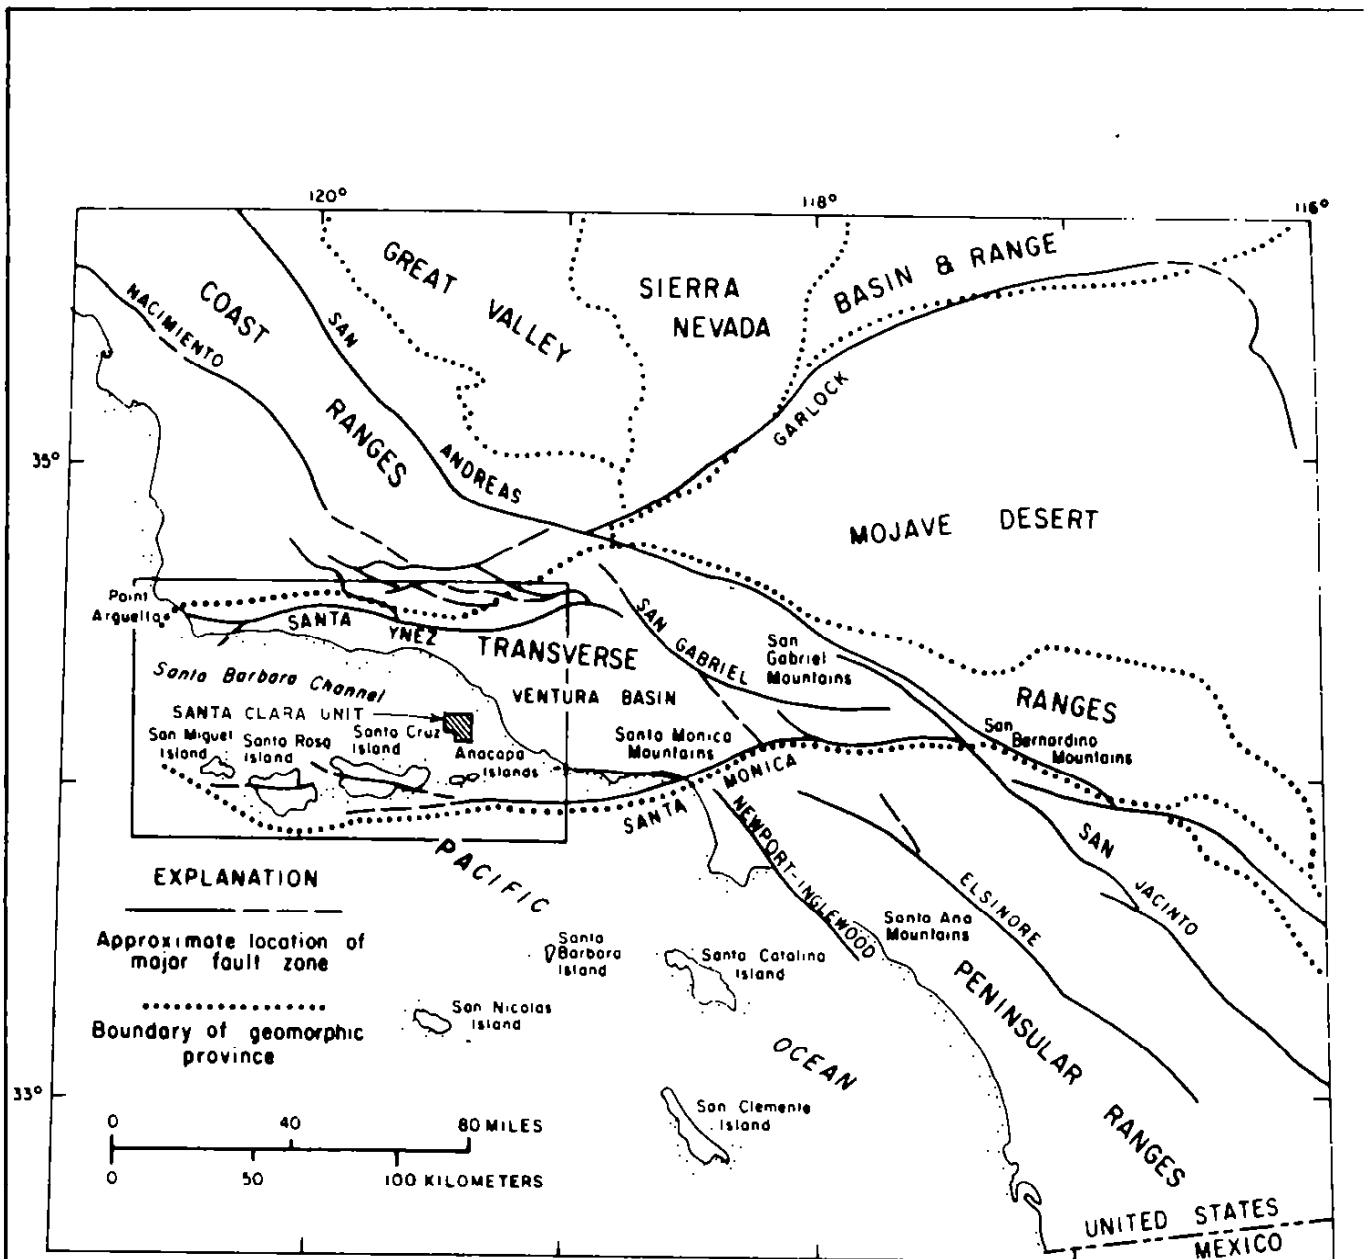 120°
118°
116°
GREAT VALLEY
SIERRA
NEVADA
BASIN & RANGE
COAST
RANGES
NACIMIENTO
SAN
ANDREAS
GARLOCK
35°
MOJAVE DESERT
Point
Arguello
SANTA
YNEZ
TRANSVERSE
RANGES
SAN GABRIEL
San
Gabriel
Mountains
Santa Barbara Channel
VENTURA BASIN
SANTA CLARA UNIT
San Miguel
Island
Santa Rosa
Island
Santa Cruz
Island
Anacapa
Islands
Santa Monica
Mountains
San
Bernardino
Mountains
SANTA
MONICA
NEWPORT-INGLEWOOD
SAN
JACINTO
ELSINORE
Santa Ana
Mountains
PACIFIC
OCEAN
EXPLANATION
Approximate location of
major fault zone
Boundary of geomorphic
province
Santa
Barbara
Island
Santa Catalina
Island
San Nicolas
Island
San Clemente
Island
PENINSULAR
RANGES
33°
0 40 80 MILES
0 50 100 KILOMETERS
UNITED STATES
MEXICO